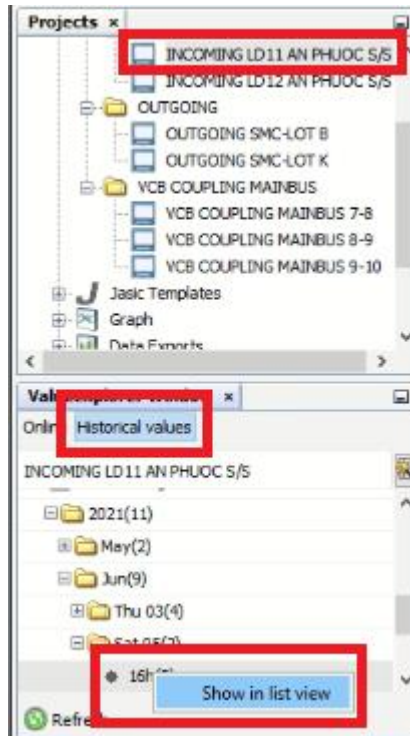 Projects
INCOMING LD11 AN PHUOC S/S
INCOMING LD12 AN PHUOC S/S
OUTGOING
OUTGOING SMC-LOT B
OUTGOING SMC-LOT K
VCB COUPLING MAINBUS
VCB COUPLING MAINBUS 7-8
VCB COUPLING MAINBUS 8-9
VCB COUPLING MAINBUS 9-10
Jasic Templates
Graph
Data Exports
Historical values
INCOMING LD11 AN PHUOC S/S
2021(11)
May(2)
Jun(9)
Thu 03(4)
Sat
Show in list view